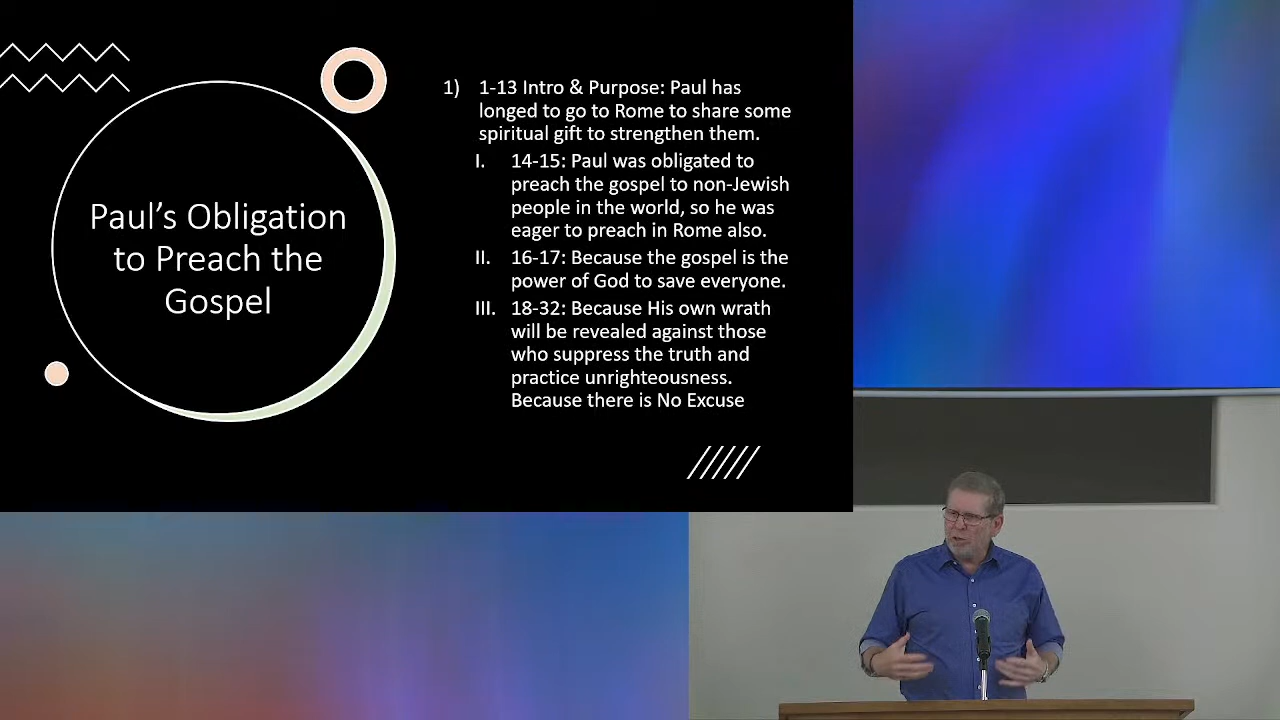 Paul’s Obligation
to Preach the
Gospel
1) 1-13 Intro & Purpose: Paul has
longed to go to Rome to share some
spiritual gift to strengthen them.
I. 14-15: Paul was obligated to
preach the gospel to non-Jewish
people in the world, so he was
eager to preach in Rome also.
II. 16-17: Because the gospel is the
power of God to save everyone.
III. 18-32: Because His own wrath
will be revealed against those
who suppress the truth and
practice unrighteousness.
Because there is No Excuse